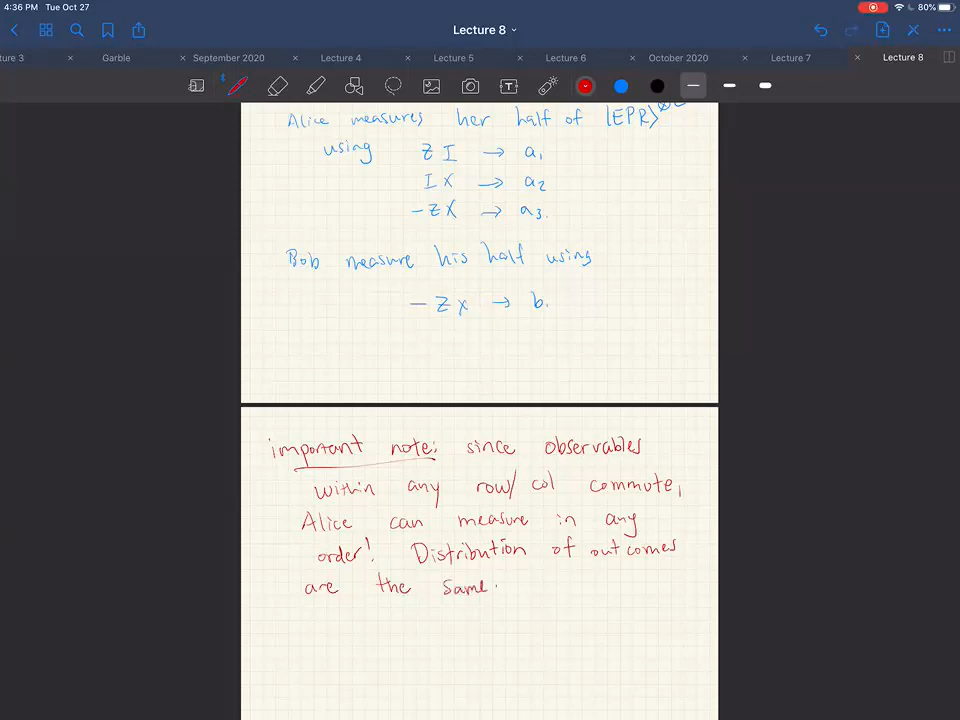 4:36 PM Tue Oct 27
80%
Lecture 8
ure 3
Garble
September 2020
Lecture 4
Lecture 5
Lecture 6
October 2020
Lecture 7
Lecture 8
Alice measures her half of |EPR⟩
using ZI → a₁
IX → a₂
-ZX → a₃.
Bob measure his half using
-ZX → b.
important note: since observables
within any row/col commute,
Alice can measure in any
order! Distribution of outcomes
are the same.